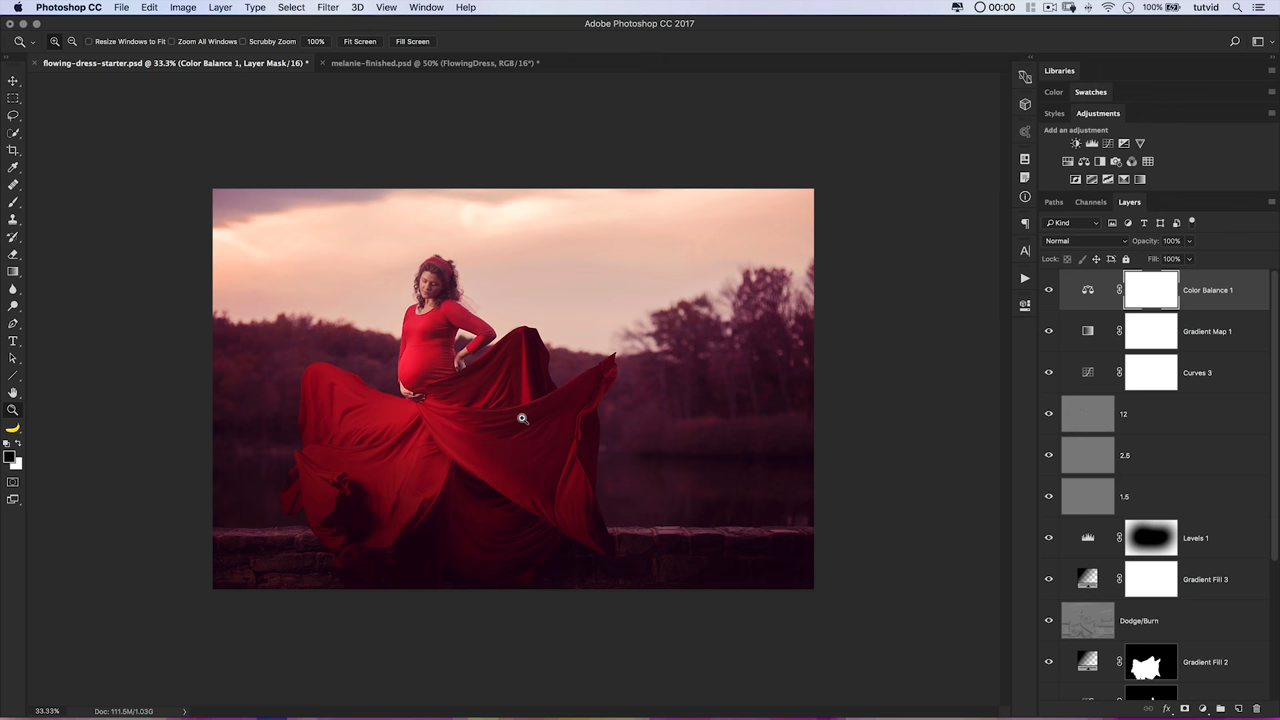 Photoshop CC File Edit Image Layer Type Select Filter 3D View Window Help 00:00 100% tutvid
Adobe Photoshop CC 2017
Resize Windows to Fit Zoom All Windows Scrubby Zoom 100% Fit Screen Fill Screen
× flowing-dress-starter.psd @ 33.3% (Color Balance 1, Layer Mask/16) * × melanie-finished.psd @ 50% (FlowingDress, RGB/16*) *
Libraries
Color Swatches
Styles Adjustments
Add an adjustment
Paths Channels Layers
Kind
Normal Opacity: 100%
Lock: Fill: 100%
Color Balance 1
Gradient Map 1
Curves 3
12
2.5
1.5
Levels 1
Gradient Fill 3
Dodge/Burn
Gradient Fill 2
33.33% Doc: 111.5M/1.03G